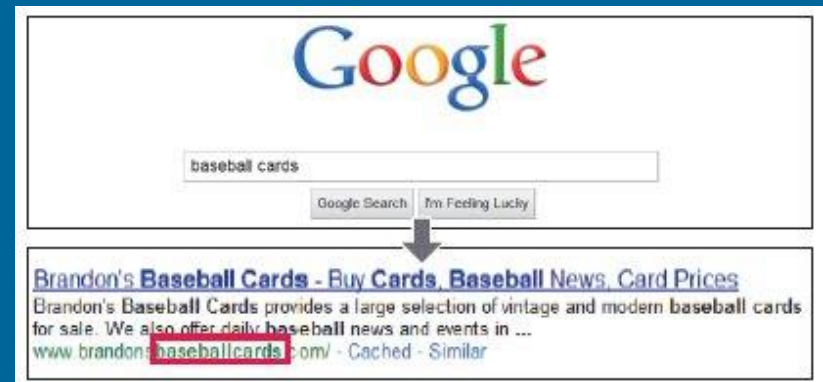 Google
baseball cards
Google Search I'm Feeling Lucky
Brandon's Baseball Cards - Buy Cards, Baseball News, Card Prices
Brandon's Baseball Cards provides a large selection of vintage and modern baseball cards
for sale. We also offer daily baseball news and events in ...
www.brandonsbaseballcards.com/ - Cached - Similar